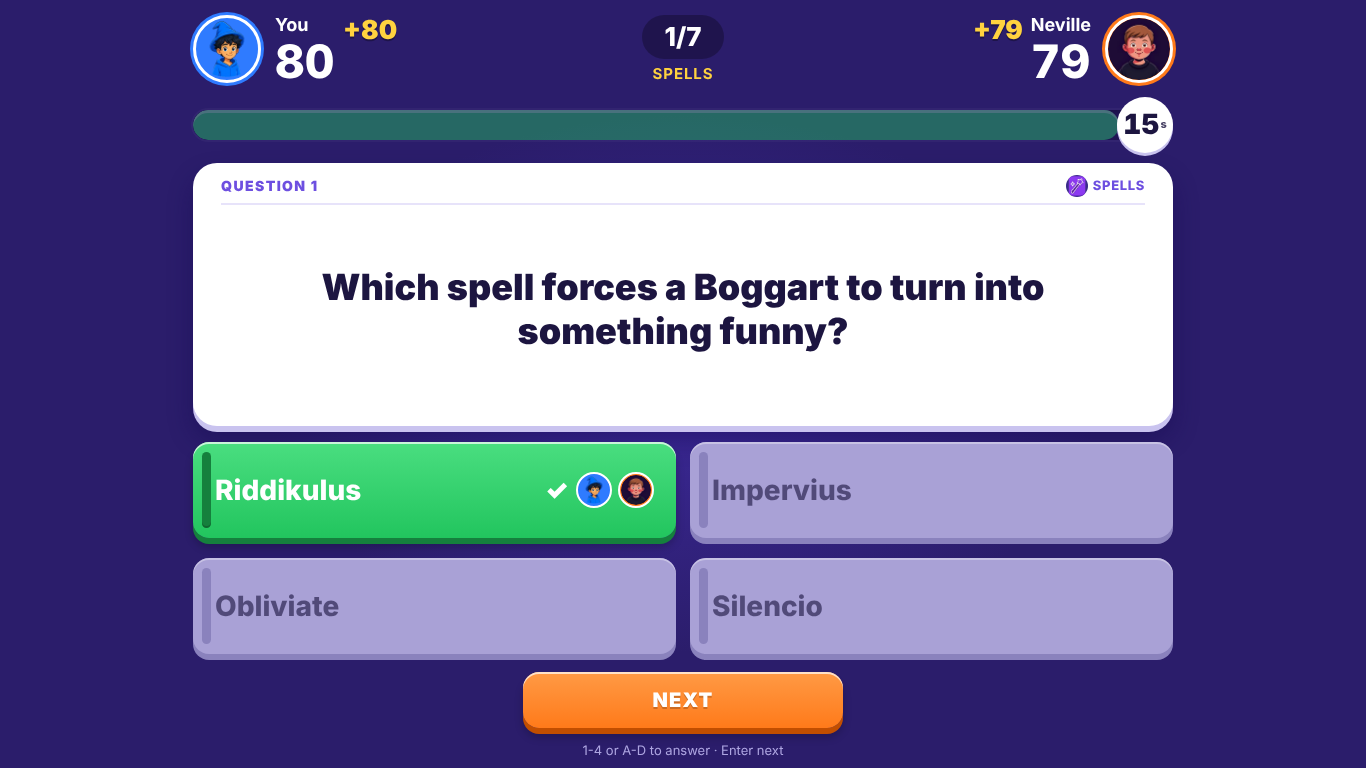 You
80
+80
1/7
SPELLS
+79
Neville
79
15s
QUESTION 1
SPELLS
Which spell forces a Boggart to turn into
something funny?
Riddikulus
Impervius
Obliviate
Silencio
NEXT
1-4 or A-D to answer · Enter next